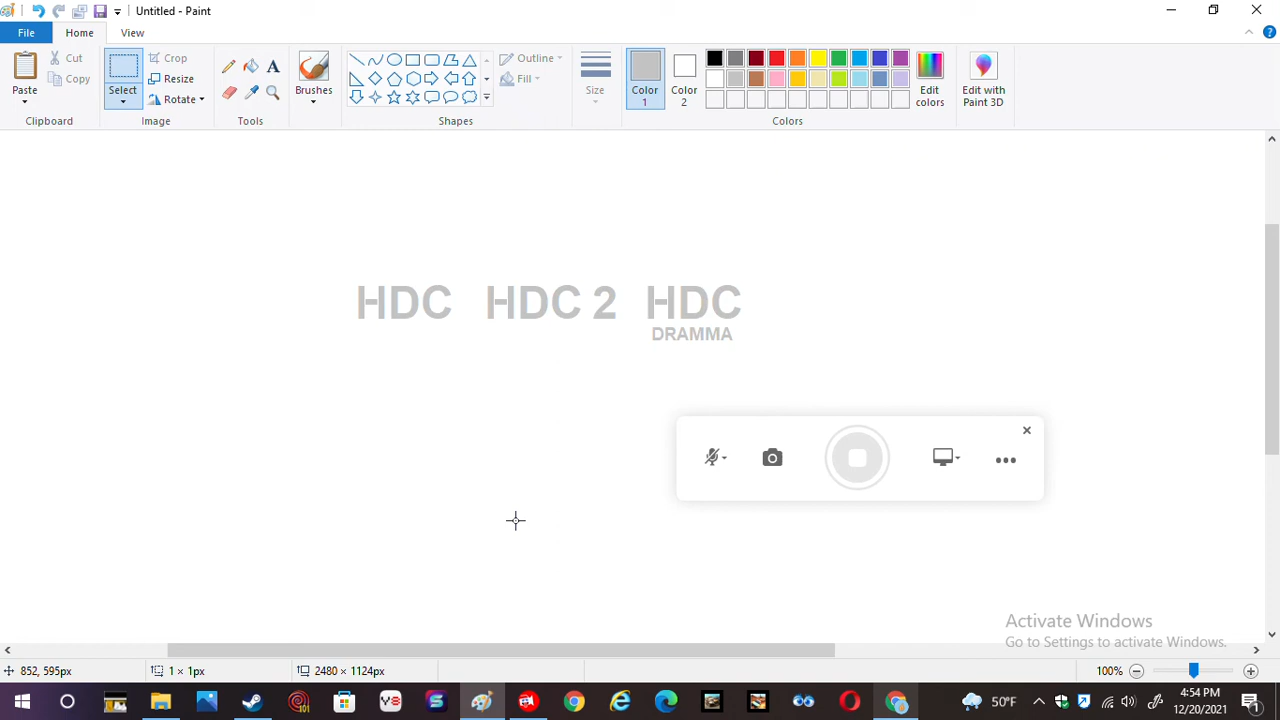 Untitled - Paint
File Home View
Paste
Cut
Copy
Clipboard
Select
Crop
Resize
Rotate
Image
Tools
Brushes
Shapes
Outline
Fill
Size
Color 1
Color 2
Edit colors
Colors
Edit with Paint 3D
HDC HDC 2 HDC
DRAMMA
Activate Windows
Go to Settings to activate Windows.
852, 595px
1 × 1px
2480 × 1124px
100%
50°F
4:54 PM
12/20/2021